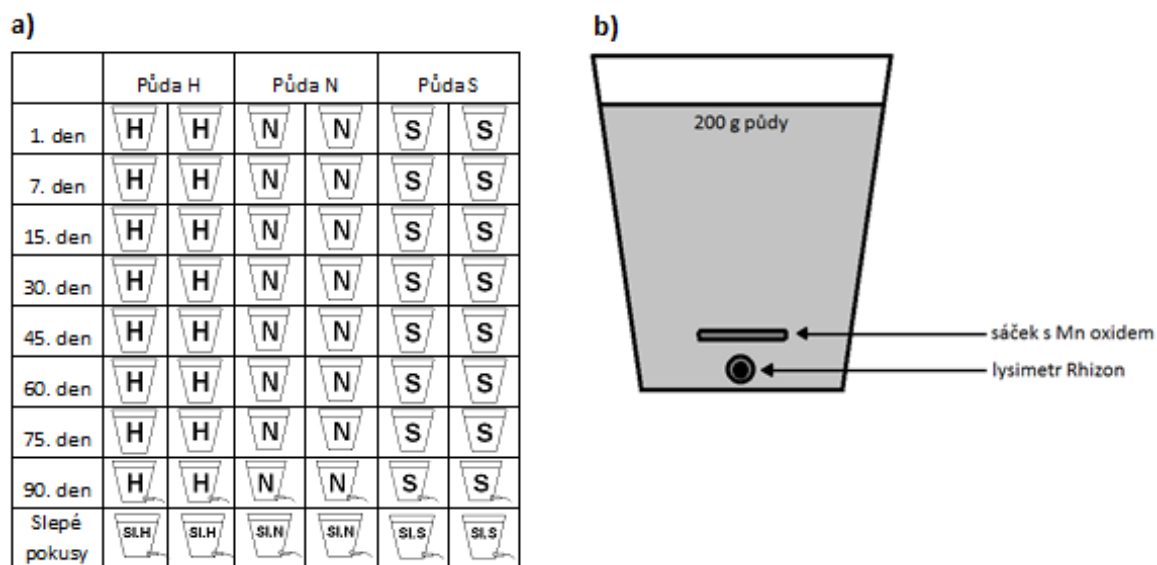 a)
Půda H Půda N Půda S
1. den H H N N S S
7. den H H N N S S
15. den H H N N S S
30. den H H N N S S
45. den H H N N S S
60. den H H N N S S
75. den H H N N S S
90. den H H N N S S
Slepé
pokusy Sl.H Sl.H Sl.N Sl.N Sl.S Sl.S
b)
200 g půdy
sáček s Mn oxidem
lysimetr Rhizon